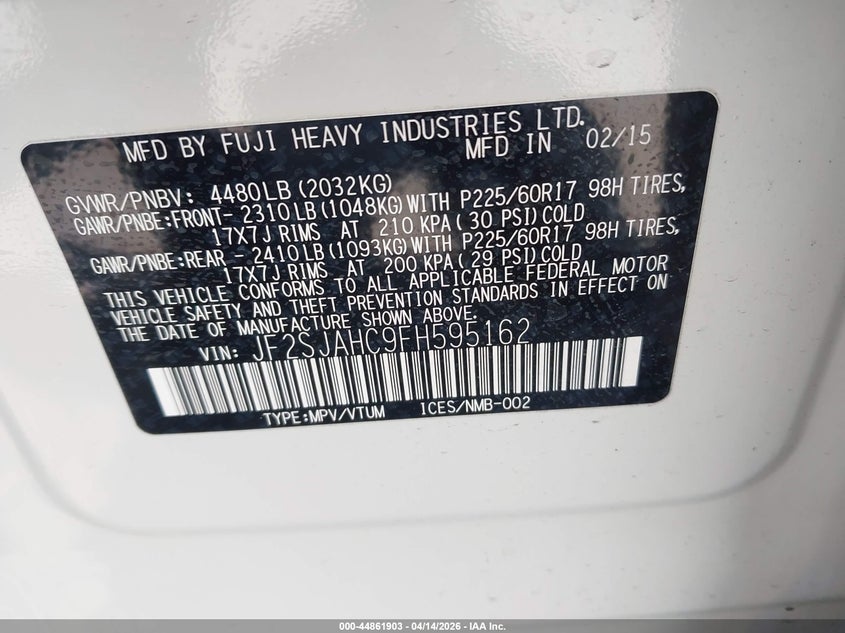 MFD BY FUJI HEAVY INDUSTRIES LTD.
MFD IN 02/15
GVWR/PNBV: 4480LB (2032KG)
GAWR/PNBE:FRONT- 2310LB (1048KG) WITH P225/60R17 98H TIRES,
17X7J RIMS AT 210 KPA (30 PSI) COLD
GAWR/PNBE:REAR - 2410LB (1093KG) WITH P225/60R17 98H TIRES,
17X7J RIMS AT 200 KPA (29 PSI) COLD
THIS VEHICLE CONFORMS TO ALL APPLICABLE FEDERAL MOTOR
VEHICLE SAFETY AND THEFT PREVENTION STANDARDS IN EFFECT ON
THE DATE OF MANUFACTURE SHOWN ABOVE.
VIN: JF2SJAHC9FH595162
TYPE:MPV/VTUM ICES/NMB-002
000-44861903 - 04/14/2026 - IAA Inc.